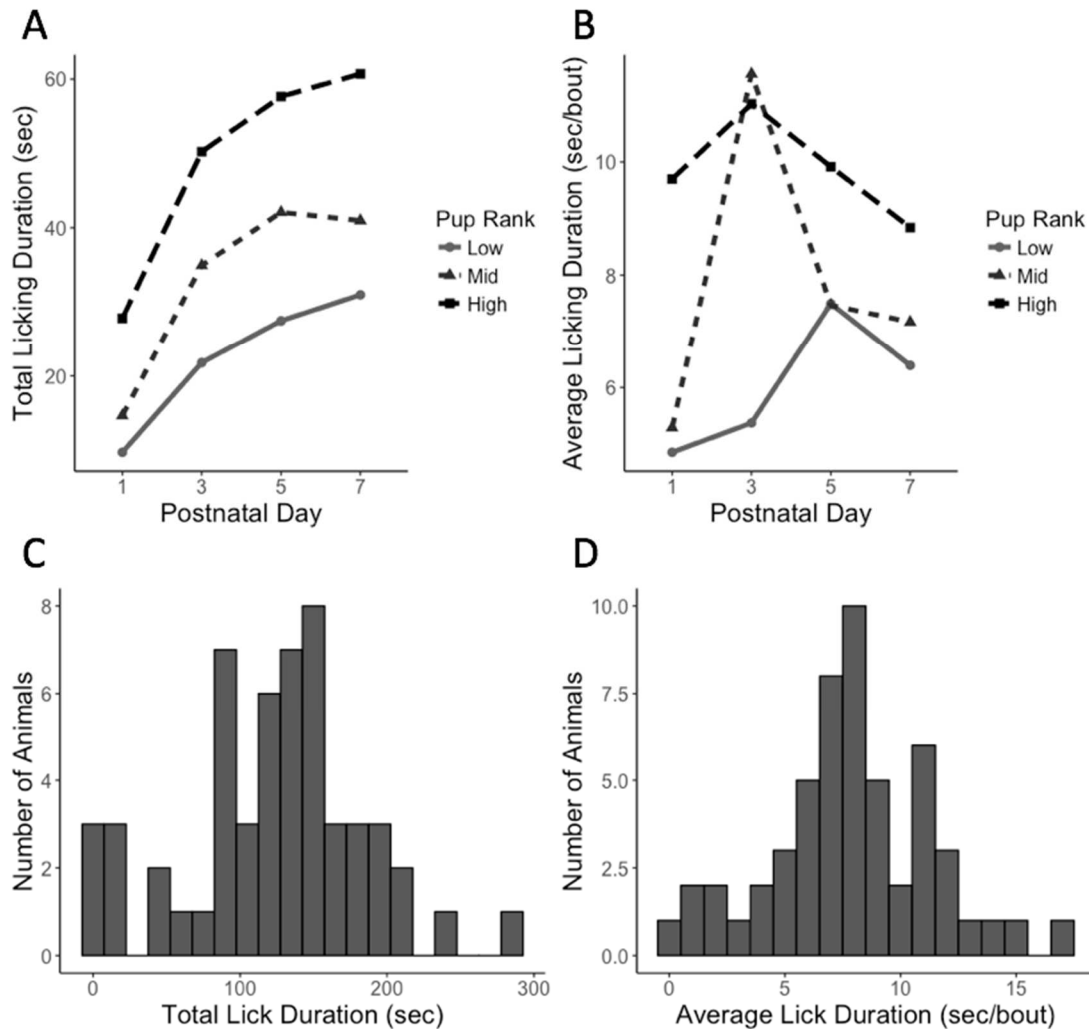 A
Total Licking Duration (sec)
60
40
20
1 3 5 7
Postnatal Day
Pup Rank
Low
Mid
High
B
Average Licking Duration (sec/bout)
10
8
6
1 3 5 7
Postnatal Day
Pup Rank
Low
Mid
High
C
Number of Animals
8
6
4
2
0
0 100 200 300
Total Lick Duration (sec)
D
Number of Animals
10.0
7.5
5.0
2.5
0.0
0 5 10 15
Average Lick Duration (sec/bout)